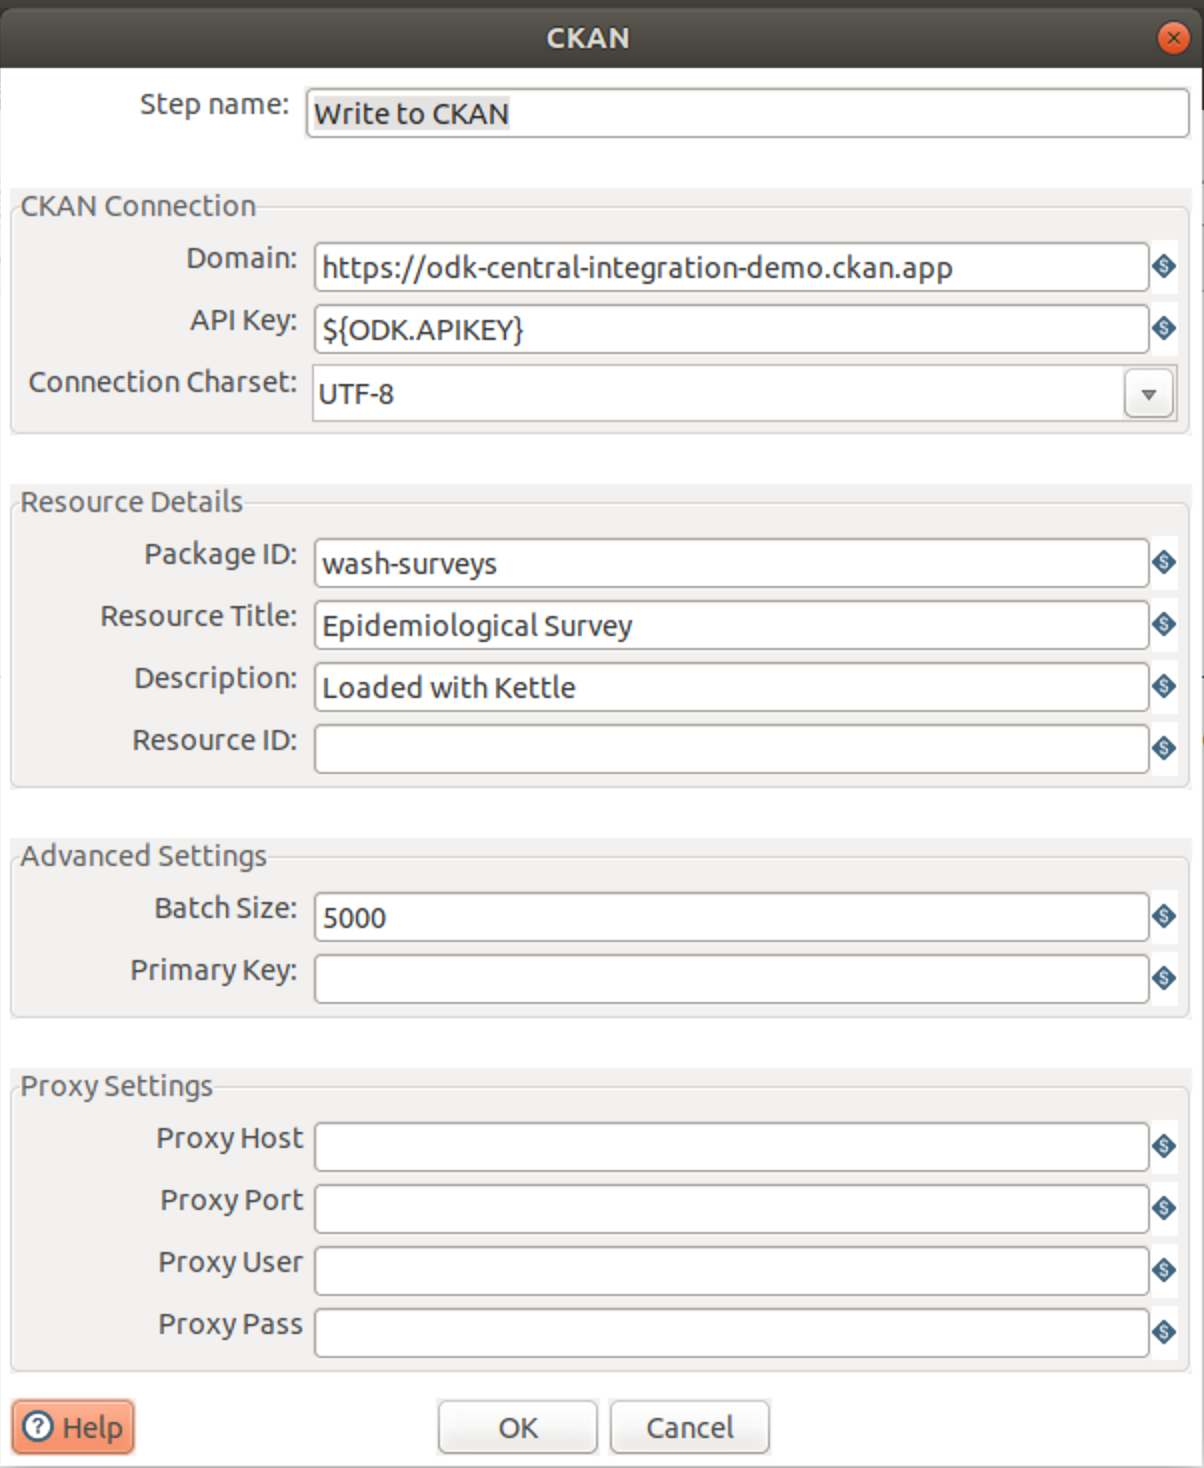 CKAN
Step name: Write to CKAN
CKAN Connection
Domain: https://odk-central-integration-demo.ckan.app
API Key: ${ODK.APIKEY}
Connection Charset: UTF-8
Resource Details
Package ID: wash-surveys
Resource Title: Epidemiological Survey
Description: Loaded with Kettle
Resource ID:
Advanced Settings
Batch Size: 5000
Primary Key:
Proxy Settings
Proxy Host
Proxy Port
Proxy User
Proxy Pass
Help OK Cancel